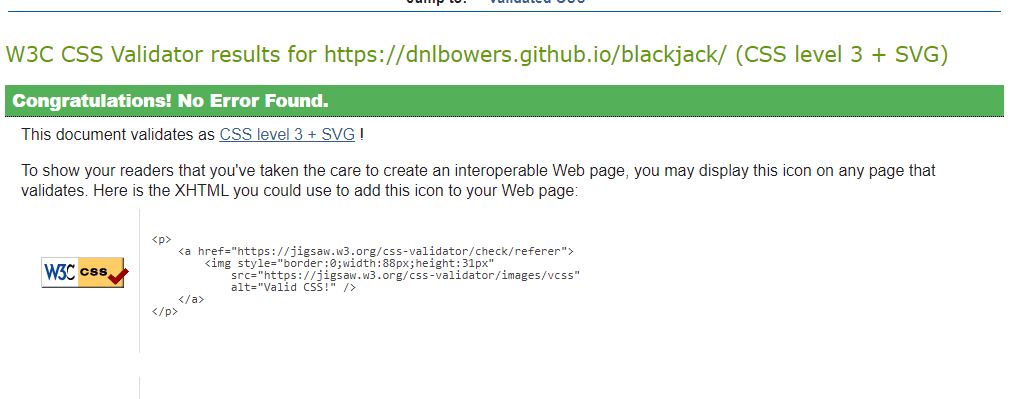 Jump to: Validated CSS
W3C CSS Validator results for https://dnlbowers.github.io/blackjack/ (CSS level 3 + SVG)
Congratulations! No Error Found.
This document validates as CSS level 3 + SVG !
To show your readers that you've taken the care to create an interoperable Web page, you may display this icon on any page that
validates. Here is the XHTML you could use to add this icon to your Web page:
<p>
<a href="https://jigsaw.w3.org/css-validator/check/referer">
<img style="border:0;width:88px;height:31px"
src="https://jigsaw.w3.org/css-validator/images/vcss"
alt="Valid CSS!" />
</a>
</p>
W3C css